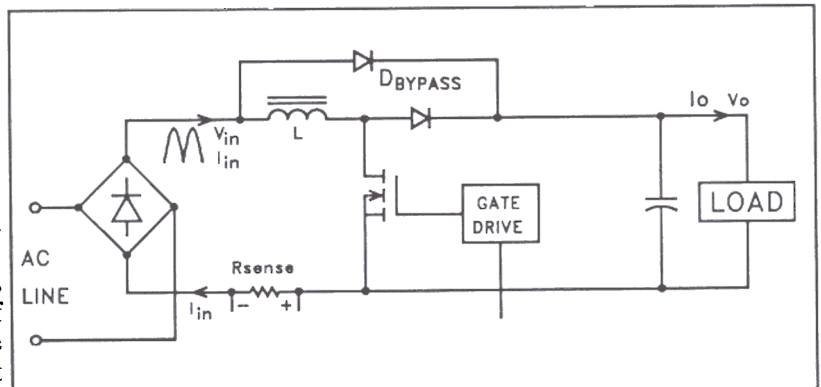 DBYPASS
Io Vo
Vin
Iin
L
GATE
DRIVE
LOAD
AC
LINE
Rsense
Iin
- +